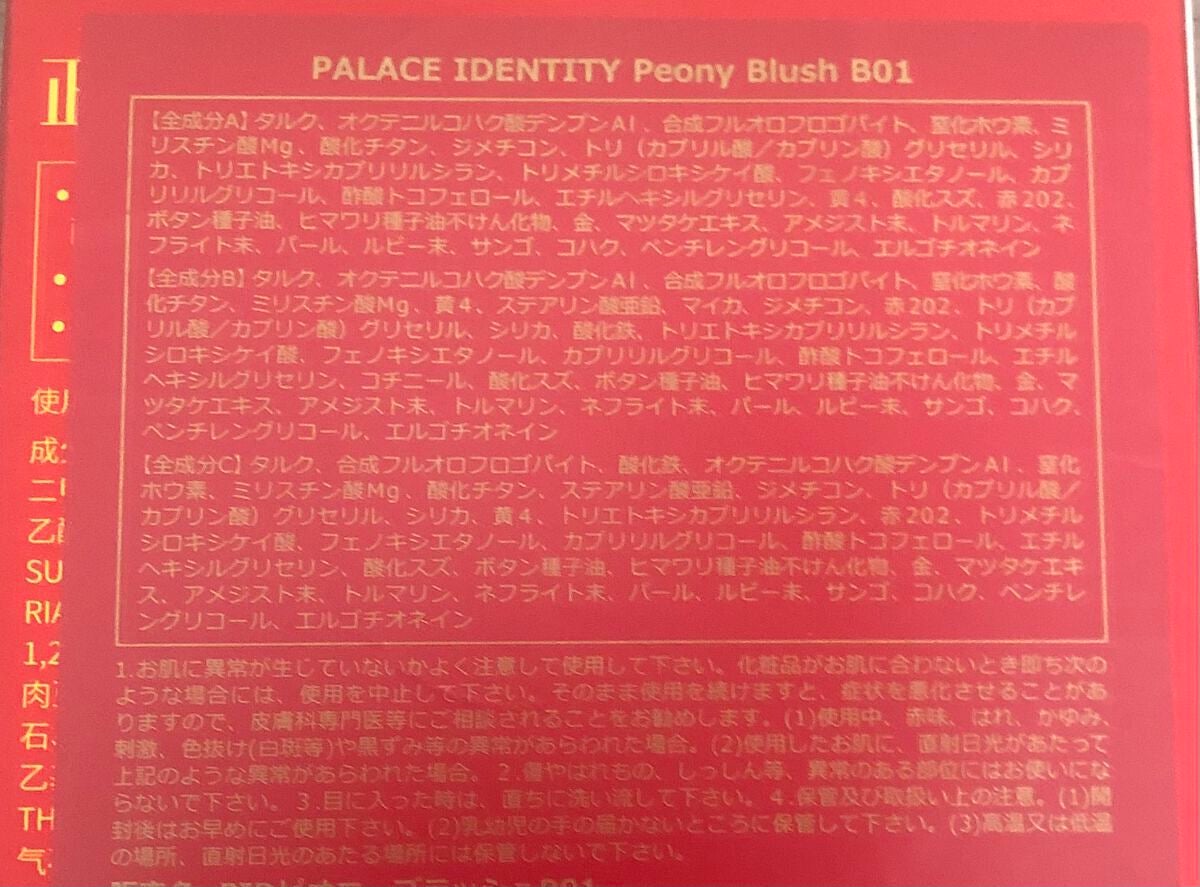 正
PALACE IDENTITY Peony Blush B01
【全成分A】タルク、オクテニルコハク酸デンプンAl、合成フルオロフロゴパイト、窒化ホウ素、ミ
リスチン酸Mg、酸化チタン、ジメチコン、トリ（カプリル酸／カプリン酸）グリセリル、シリ
カ、トリエトキシカプリリルシラン、トリメチルシロキシケイ酸、フェノキシエタノール、カプ
リリルグリコール、酢酸トコフェロール、エチルヘキシルグリセリン、黄4、酸化スズ、赤202、
ボタン種子油、ヒマワリ種子油不けん化物、金、マツタケエキス、アメジスト末、トルマリン、ネ
フライト末、パール、ルビー末、サンゴ、コハク、ペンチレングリコール、エルゴチオネイン
【全成分B】タルク、オクテニルコハク酸デンプンAl、合成フルオロフロゴパイト、窒化ホウ素、酸
化チタン、ミリスチン酸Mg、黄4、ステアリン酸亜鉛、マイカ、ジメチコン、赤202、トリ（カプ
リル酸／カプリン酸）グリセリル、シリカ、酸化鉄、トリエトキシカプリリルシラン、トリメチル
シロキシケイ酸、フェノキシエタノール、カプリリルグリコール、酢酸トコフェロール、エチル
ヘキシルグリセリン、コチニール、酸化スズ、ボタン種子油、ヒマワリ種子油不けん化物、金、マ
ツタケエキス、アメジスト末、トルマリン、ネフライト末、パール、ルビー末、サンゴ、コハク、
ペンチレングリコール、エルゴチオネイン
【全成分C】タルク、合成フルオロフロゴパイト、酸化鉄、オクテニルコハク酸デンプンAl、窒化
ホウ素、ミリスチン酸Mg、酸化チタン、ステアリン酸亜鉛、ジメチコン、トリ（カプリル酸／
カプリン酸）グリセリル、シリカ、黄4、トリエトキシカプリリルシラン、赤202、トリメチル
シロキシケイ酸、フェノキシエタノール、カプリリルグリコール、酢酸トコフェロール、エチル
ヘキシルグリセリン、酸化スズ、ボタン種子油、ヒマワリ種子油不けん化物、金、マツタケエキ
ス、アメジスト末、トルマリン、ネフライト末、パール、ルビー末、サンゴ、コハク、ペンチレ
ングリコール、エルゴチオネイン
1.お肌に異常が生じていないかよく注意して使用して下さい。化粧品がお肌に合わないとき即ち次の
ような場合には、使用を中止して下さい。そのまま使用を続けますと、症状を悪化させることがあ
りますので、皮膚科専門医等にご相談されることをお勧めします。(1)使用中、赤味、はれ、かゆみ、
刺激、色抜け(白斑等)や黒ずみ等の異常があらわれた場合。(2)使用したお肌に、直射日光があたって
上記のような異常があらわれた場合。2.傷やはれもの、しっしん等、異常のある部位にはお使いにな
らないで下さい。3.目に入った時は、直ちに洗い流して下さい。4.保管及び取扱い上の注意。(1)開
封後はお早めにご使用下さい。(2)乳幼児の手の届かないところに保管して下さい。(3)高温又は低温
の場所、直射日光のあたる場所には保管しないで下さい。
使
成
二
乙
SU
RIA
1,2
肉
石、
乙
TH
气